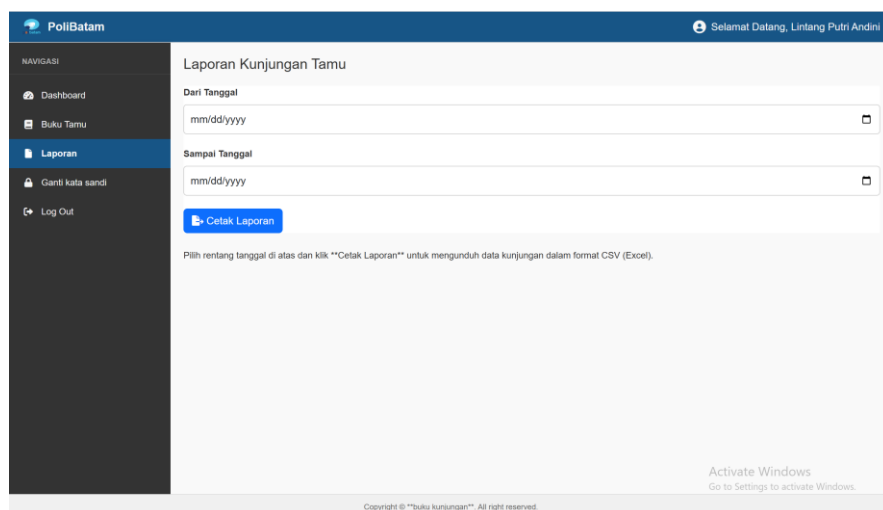 PoliBatam
Selamat Datang, Lintang Putri Andini
NAVIGASI
Dashboard
Buku Tamu
Laporan
Ganti kata sandi
Log Out
Laporan Kunjungan Tamu
Dari Tanggal
mm/dd/yyyy
Sampai Tanggal
mm/dd/yyyy
Cetak Laporan
Pilih rentang tanggal di atas dan klik **Cetak Laporan** untuk mengunduh data kunjungan dalam format CSV (Excel).
Activate Windows
Go to Settings to activate Windows.
Copyright © **buku kunjungan**. All right reserved.